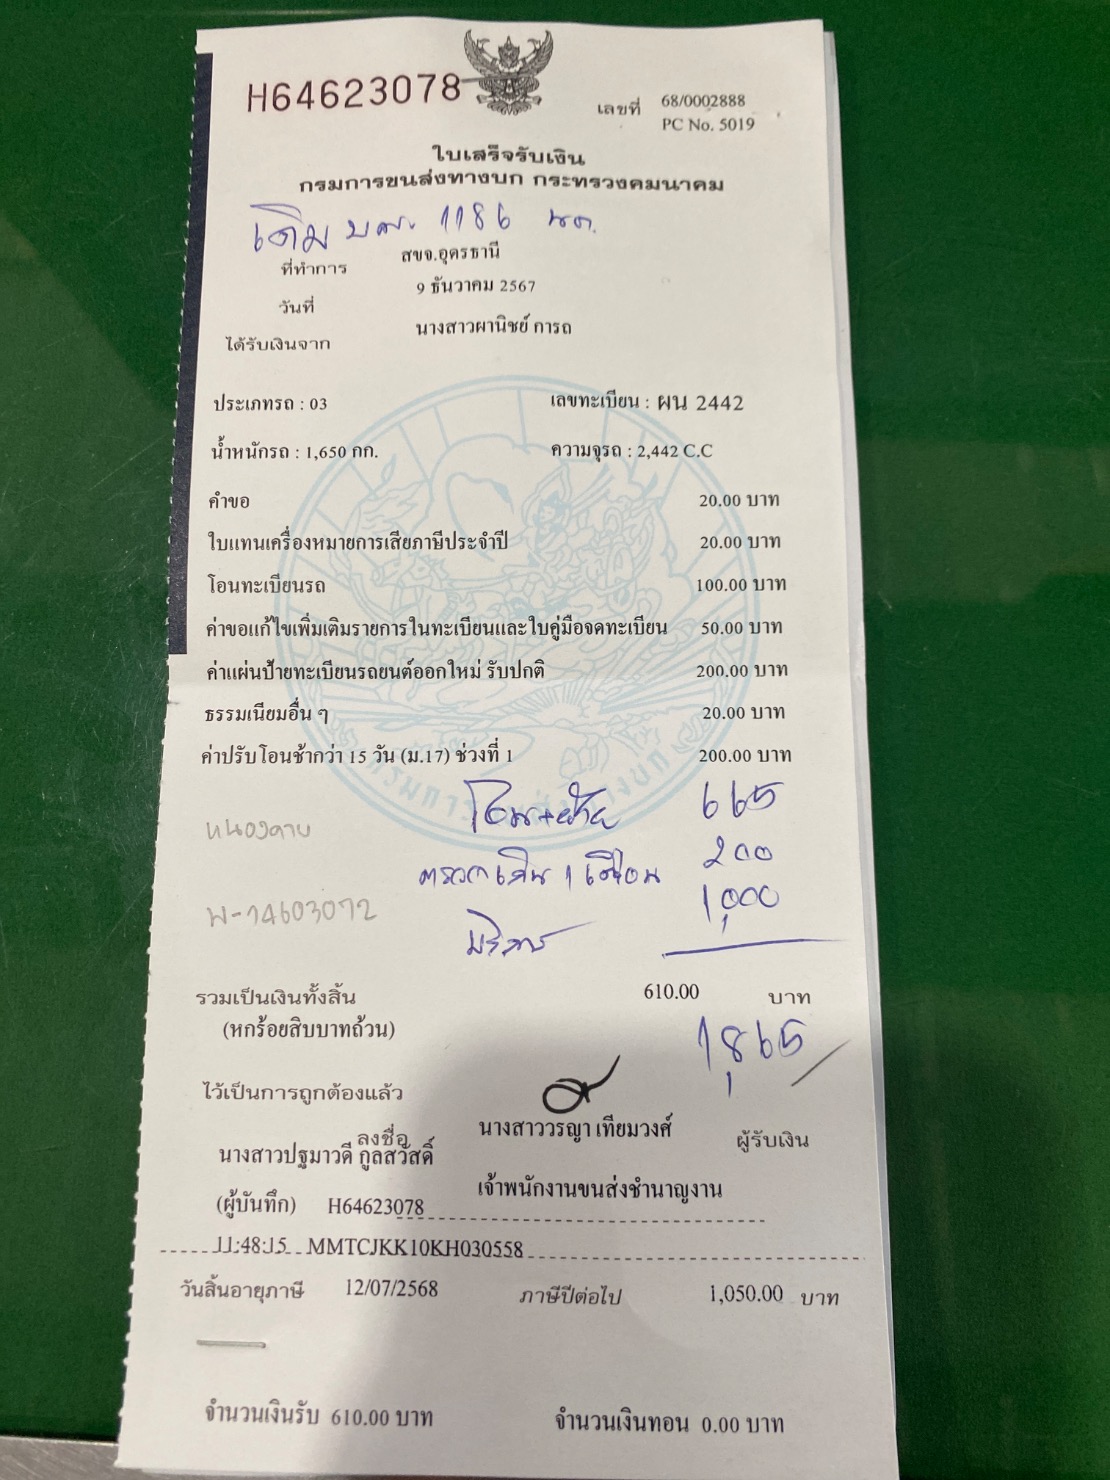 H64623078
เลขที่ 68/0002888
PC No. 5019
ใบเสร็จรับเงิน
กรมการขนส่งทางบก กระทรวงคมนาคม
เดิม 1186 นค.
ที่ทำการ สขจ.อุดรธานี
วันที่ 9 ธันวาคม 2567
ได้รับเงินจาก นางสาวผานิชย์ การถ
ประเภทรถ : 03 เลขทะเบียน : ผน 2442
น้ำหนักรถ : 1,650 กก. ความจุรถ : 2,442 C.C
คำขอ 20.00 บาท
ใบแทนเครื่องหมายการเสียภาษีประจำปี 20.00 บาท
โอนทะเบียนรถ 100.00 บาท
ค่าขอแก้ไขเพิ่มเติมรายการในทะเบียนและใบคู่มือจดทะเบียน 50.00 บาท
ค่าแผ่นป้ายทะเบียนรถยนต์ออกใหม่ รับปกติ 200.00 บาท
ธรรมเนียมอื่น ๆ 20.00 บาท
ค่าปรับโอนช้ากว่า 15 วัน (ม.17) ช่วงที่ 1 200.00 บาท
โอน+ย้าย 665
หนองคาย
200
1,000
บริการ
รวมเป็นเงินทั้งสิ้น 610.00 บาท
(หกร้อยสิบบาทถ้วน)
1,865
ไว้เป็นการถูกต้องแล้ว
ลงชื่อ นางสาววรญา เทียมวงศ์ ผู้รับเงิน
นางสาวปฐมาวดี กูลสวัสดิ์
เจ้าพนักงานขนส่งชำนาญงาน
(ผู้บันทึก) H64623078
11:48:15 MMTCJKK10KH030558
วันสิ้นอายุภาษี 12/07/2568 ภาษีปีต่อไป 1,050.00 บาท
จำนวนเงินรับ 610.00 บาท จำนวนเงินทอน 0.00 บาท